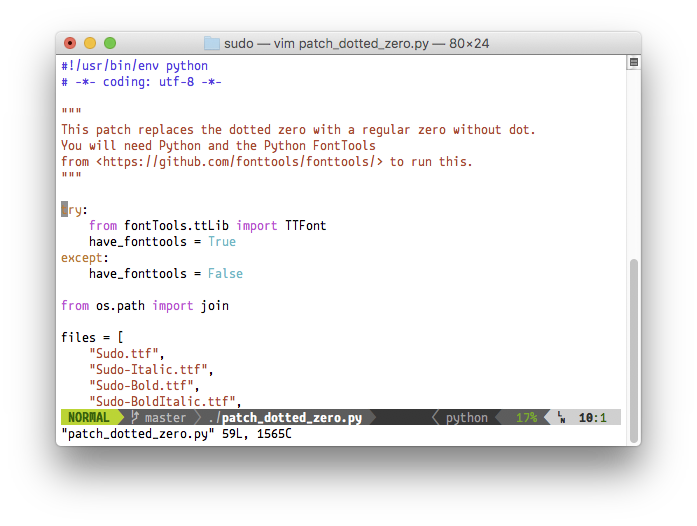 sudo — vim patch_dotted_zero.py — 80×24
#!/usr/bin/env python
# -*- coding: utf-8 -*-
"""
This patch replaces the dotted zero with a regular zero without dot.
You will need Python and the Python FontTools
from <https://github.com/fonttools/fonttools/> to run this.
"""
try:
    from fontTools.ttLib import TTFont
    have_fonttools = True
except:
    have_fonttools = False
from os.path import join
files = [
    "Sudo.ttf",
    "Sudo-Italic.ttf",
    "Sudo-Bold.ttf",
    "Sudo-BoldItalic.ttf",
NORMAL master ./patch_dotted_zero.py python 17% LN 10:1
"patch_dotted_zero.py" 59L, 1565C